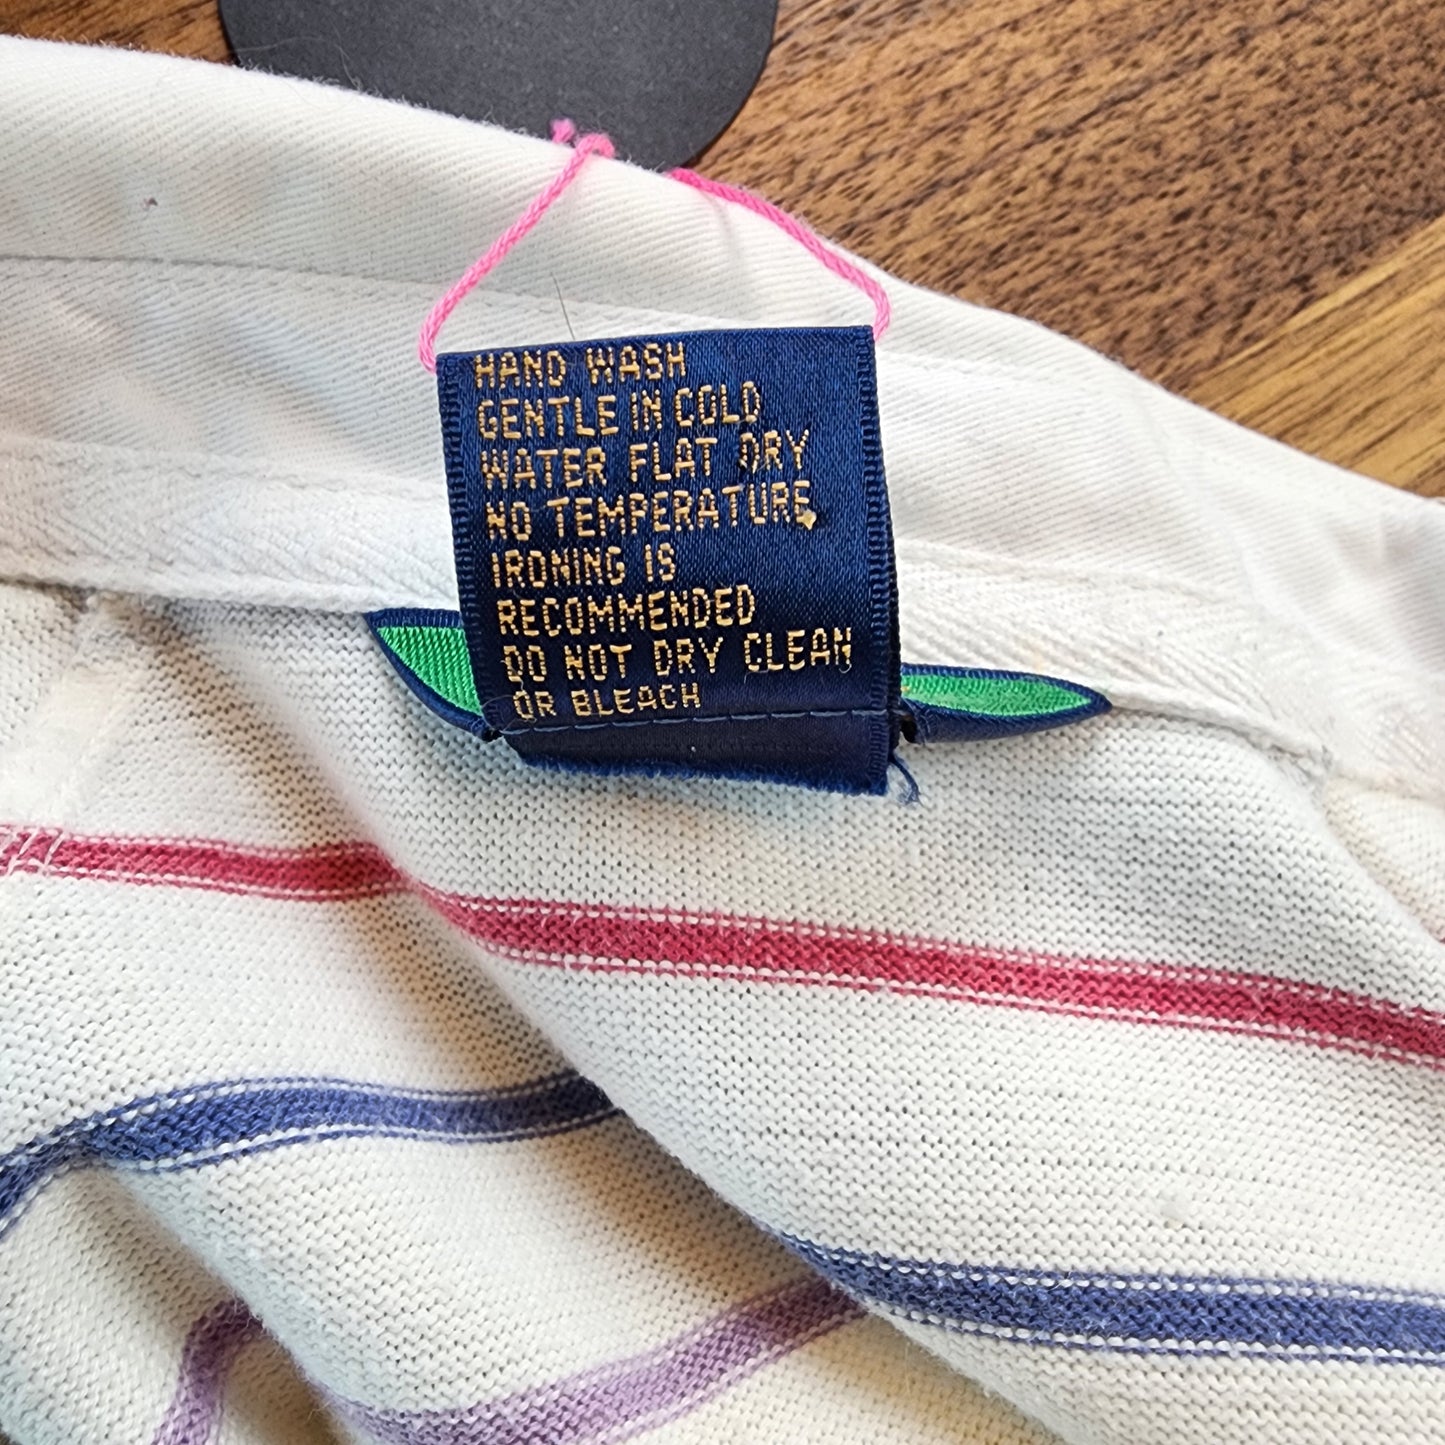 HAND WASH
GENTLE IN COLD
WATER FLAT DRY
NO TEMPERATURE,
IRONING IS
RECOMMENDED
DO NOT DRY CLEAN
OR BLEACH